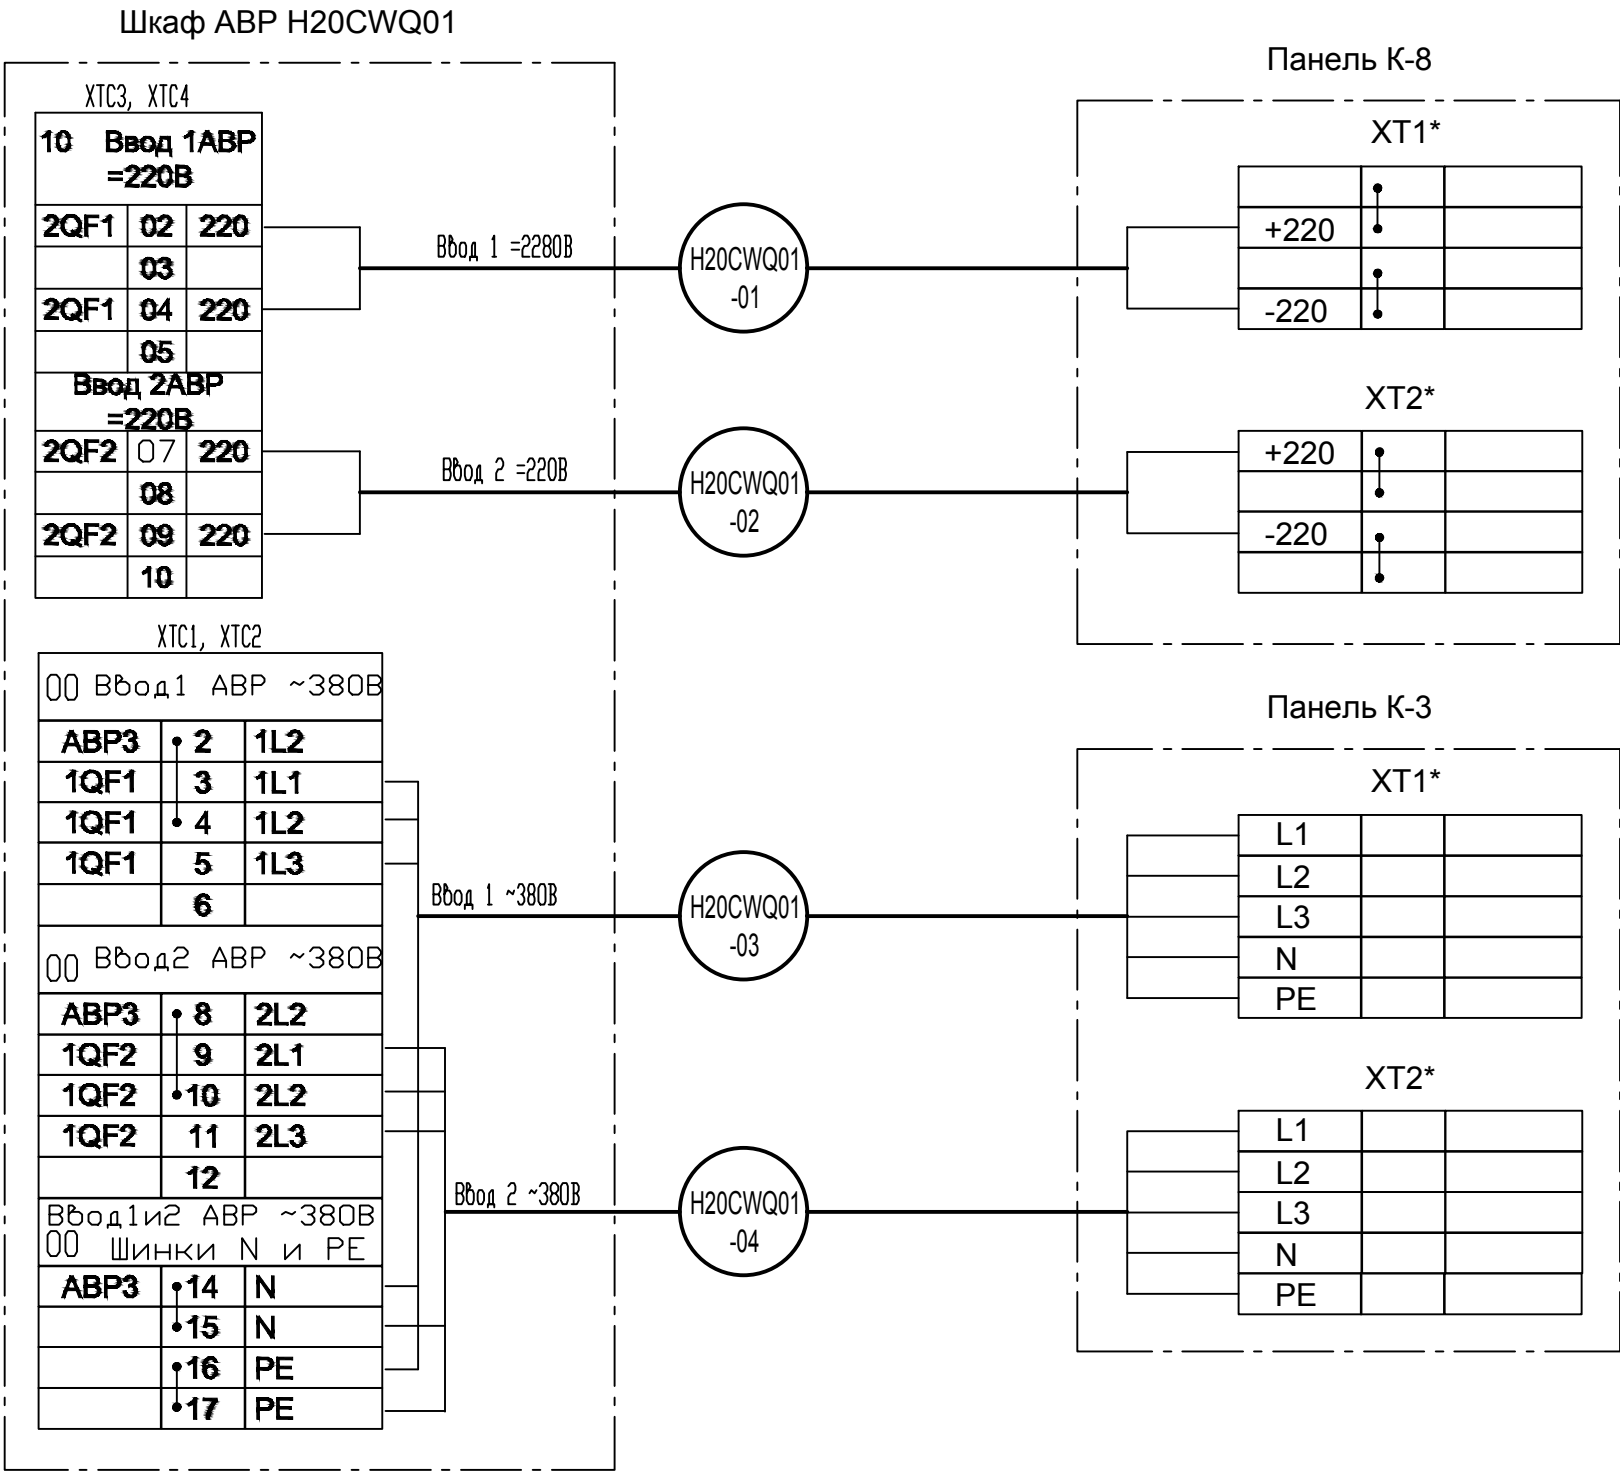 Шкаф АВР H20CWQ01
XTC3, XTC4
10 Ввод 1АВР
=220В
2QF1 02 220
03
2QF1 04 220
05
Ввод 2АВР
=220В
2QF2 07 220
08
2QF2 09 220
10
XTC1, XTC2
00 Ввод1 АВР ~380В
АВР3 2 1L2
1QF1 3 1L1
1QF1 4 1L2
1QF1 5 1L3
6
00 Ввод2 АВР ~380В
АВР3 8 2L2
1QF2 9 2L1
1QF2 10 2L2
1QF2 11 2L3
12
Ввод1и2 АВР ~380В
00 Шинки N и PE
АВР3 14 N
15 N
16 PE
17 PE
Ввод 1 =2280В
H20CWQ01
-01
Ввод 2 =220В
H20CWQ01
-02
Ввод 1 ~380В
H20CWQ01
-03
Ввод 2 ~380В
H20CWQ01
-04
Панель К-8
XT1*
+220
-220
XT2*
+220
-220
Панель К-3
XT1*
L1
L2
L3
N
PE
XT2*
L1
L2
L3
N
PE